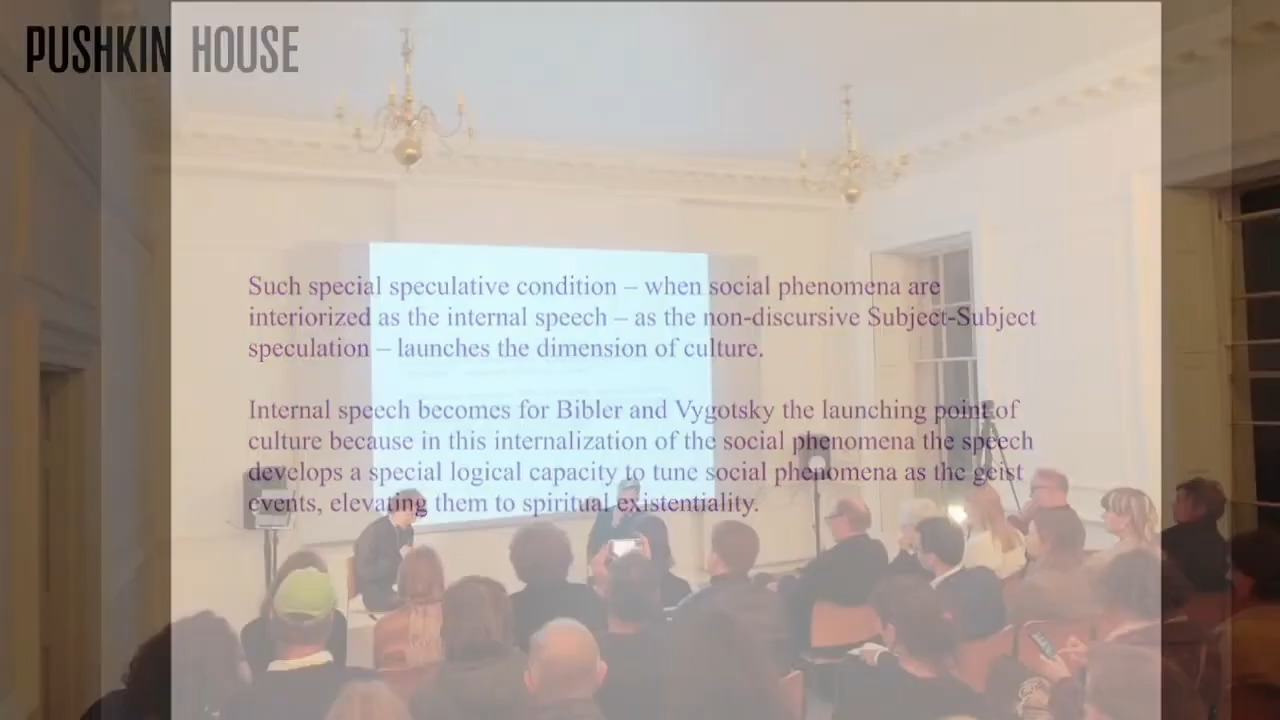 PUSHKIN HOUSE
Such special speculative condition – when social phenomena are
interiorized as the internal speech – as the non-discursive Subject-Subject
speculation – launches the dimension of culture.
Internal speech becomes for Bibler and Vygotsky the launching point of
culture because in this internalization of the social phenomena the speech
develops a special logical capacity to tune social phenomena as the geist
events, elevating them to spiritual existentiality.